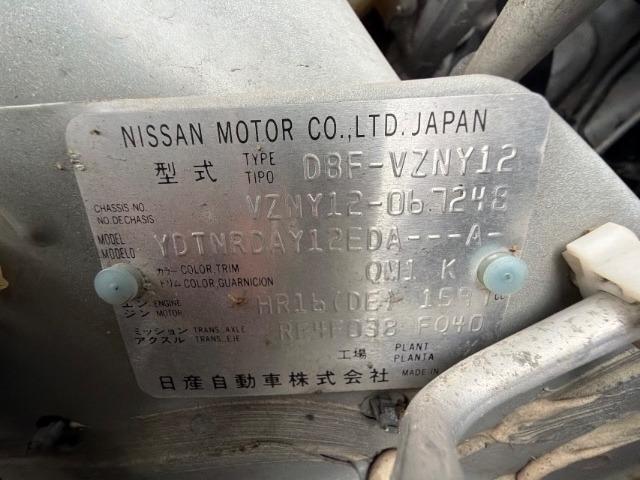 NISSAN MOTOR CO.,LTD. JAPAN
型式 TYPE TIPO DBF-VZNY12
CHASSIS NO. NO.DE CHASIS VZNY12-067248
MODEL MODELO YDTNRDAY12EDA---A-
カラー COLOR,TRIM トリム COLOR,GUARNICION QM1 K
エンジン ENGINE MOTOR HR16(DE) 1597 cc
ミッション アクスル TRANS.AXLE TRANS.EJE RE4F03B FQ40
工場 PLANT PLANTA
日産自動車株式会社 MADE IN